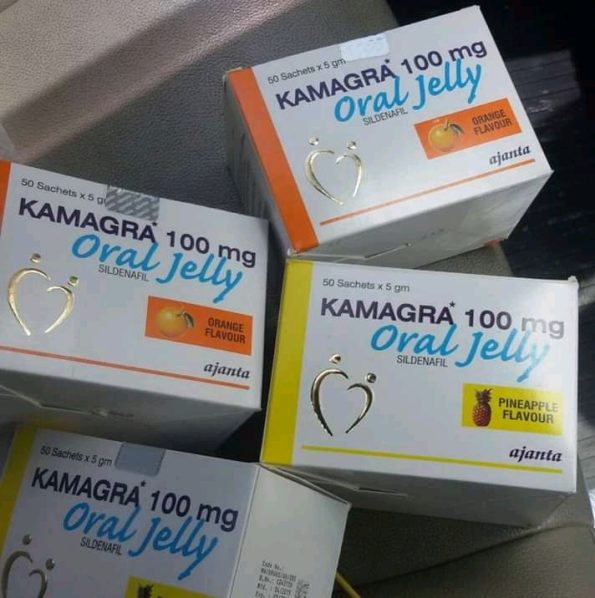 50 Sachets x 5 gm
KAMAGRA* 100 mg
Oral Jelly
SILDENAFIL
ORANGE
FLAVOUR
ajanta
50 Sachets x 5 g
KAMAGRA* 100 mg
Oral Jelly
SILDENAFIL
ORANGE
FLAVOUR
ajanta
50 Sachets x 5 gm
KAMAGRA* 100 mg
Oral Jelly
SILDENAFIL
PINEAPPLE
FLAVOUR
ajanta
50 Sachets x 5 gm
KAMAGRA* 100 mg
Oral Jelly
SILDENAFIL
Code No.: